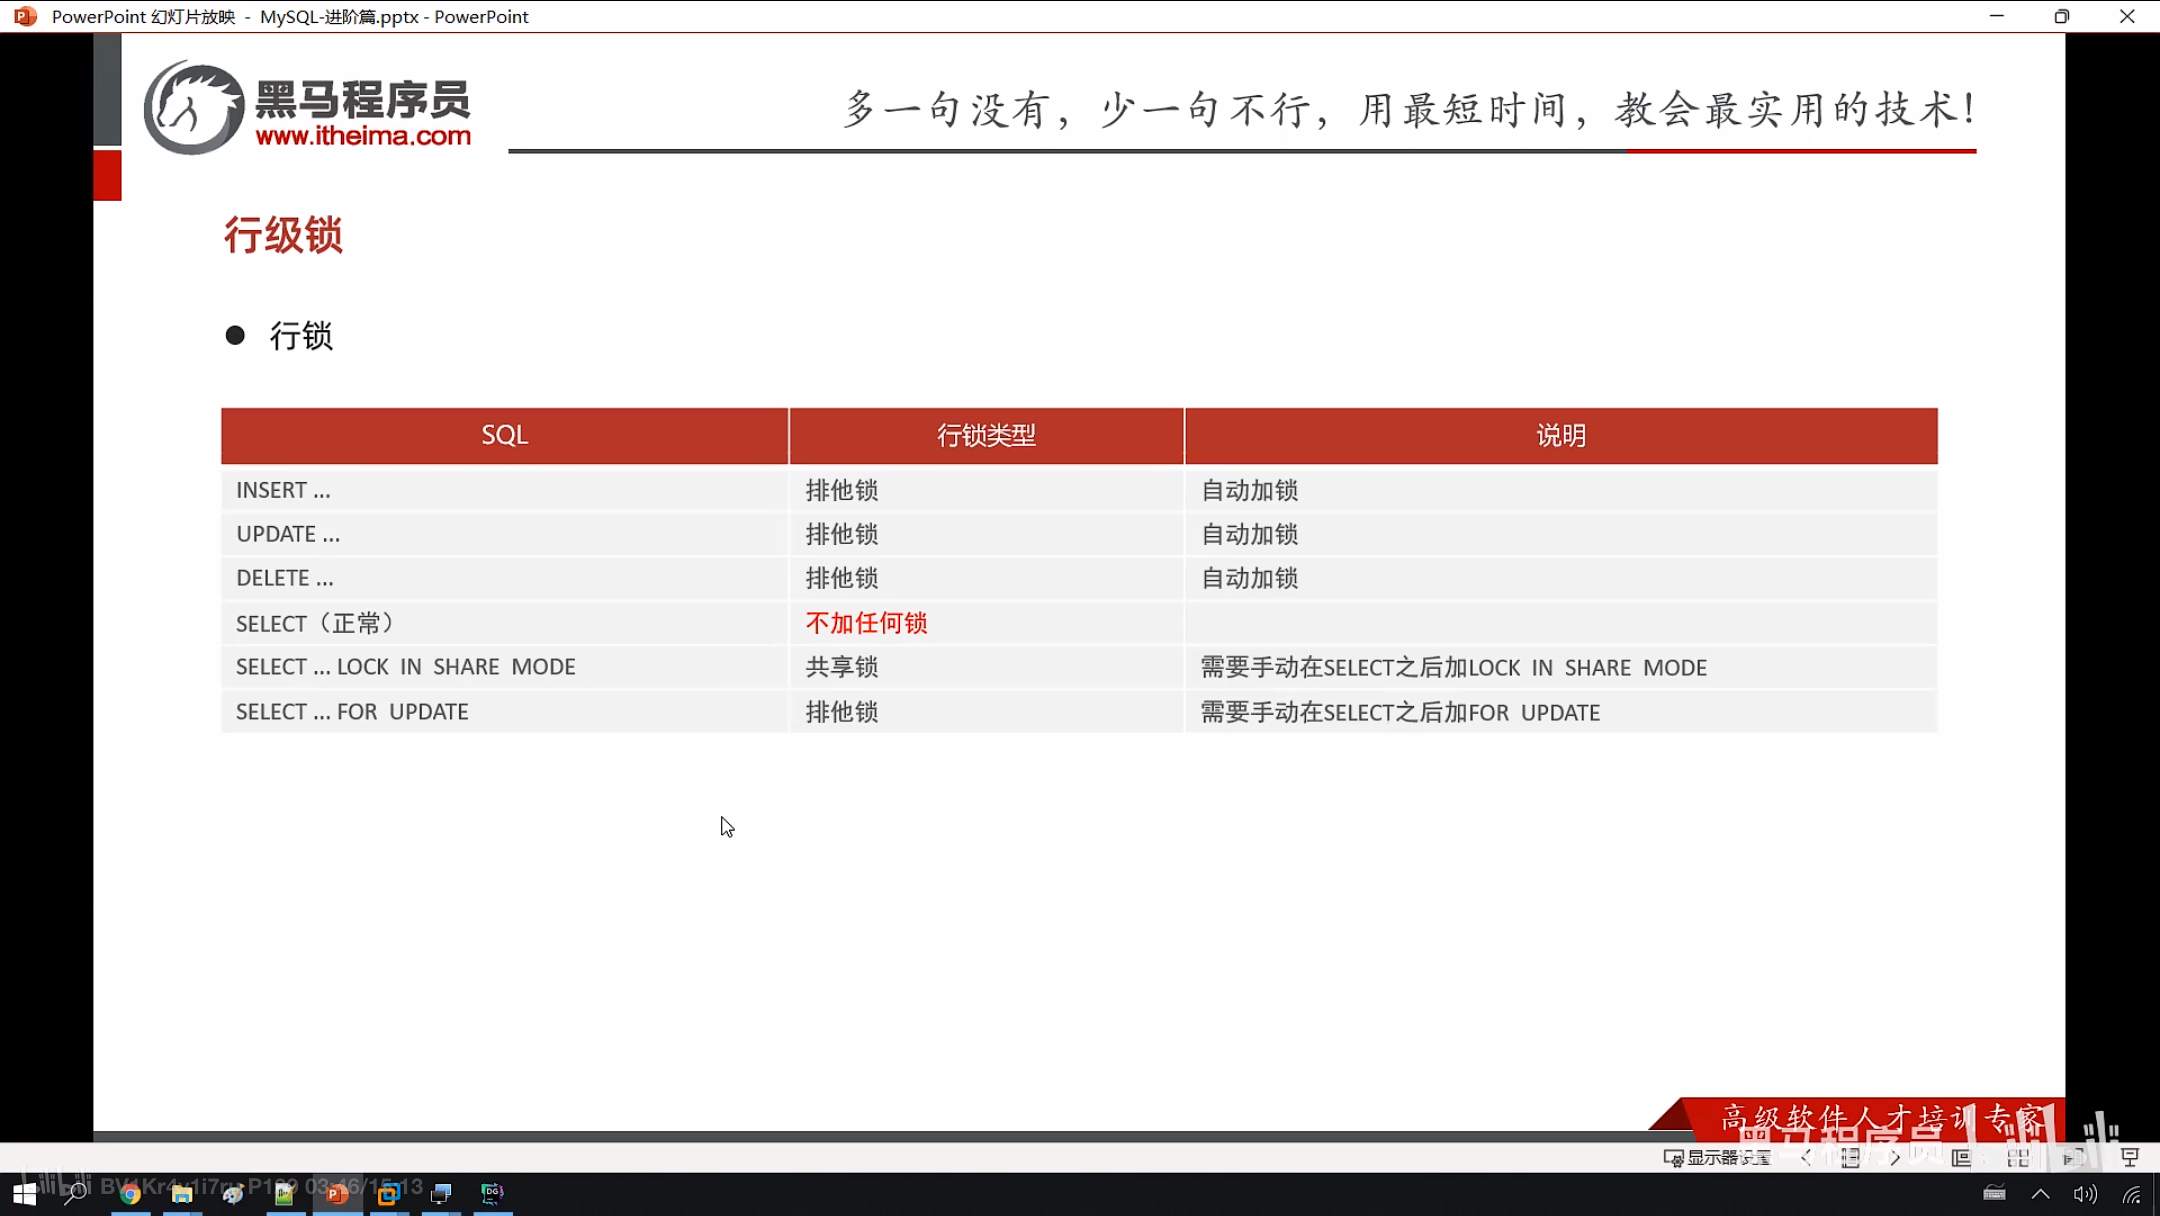 PowerPoint 幻灯片放映 - MySQL-进阶篇.pptx - PowerPoint
黑马程序员
www.itheima.com
多一句没有，少一句不行，用最短时间，教会最实用的技术！
行级锁
● 行锁
SQL 行锁类型 说明
INSERT ... 排他锁 自动加锁
UPDATE ... 排他锁 自动加锁
DELETE ... 排他锁 自动加锁
SELECT（正常） 不加任何锁
SELECT ... LOCK IN SHARE MODE 共享锁 需要手动在SELECT之后加LOCK IN SHARE MODE
SELECT ... FOR UPDATE 排他锁 需要手动在SELECT之后加FOR UPDATE
高级软件人才培训专家
黑马程序员
显示器设置
03:46/15:13